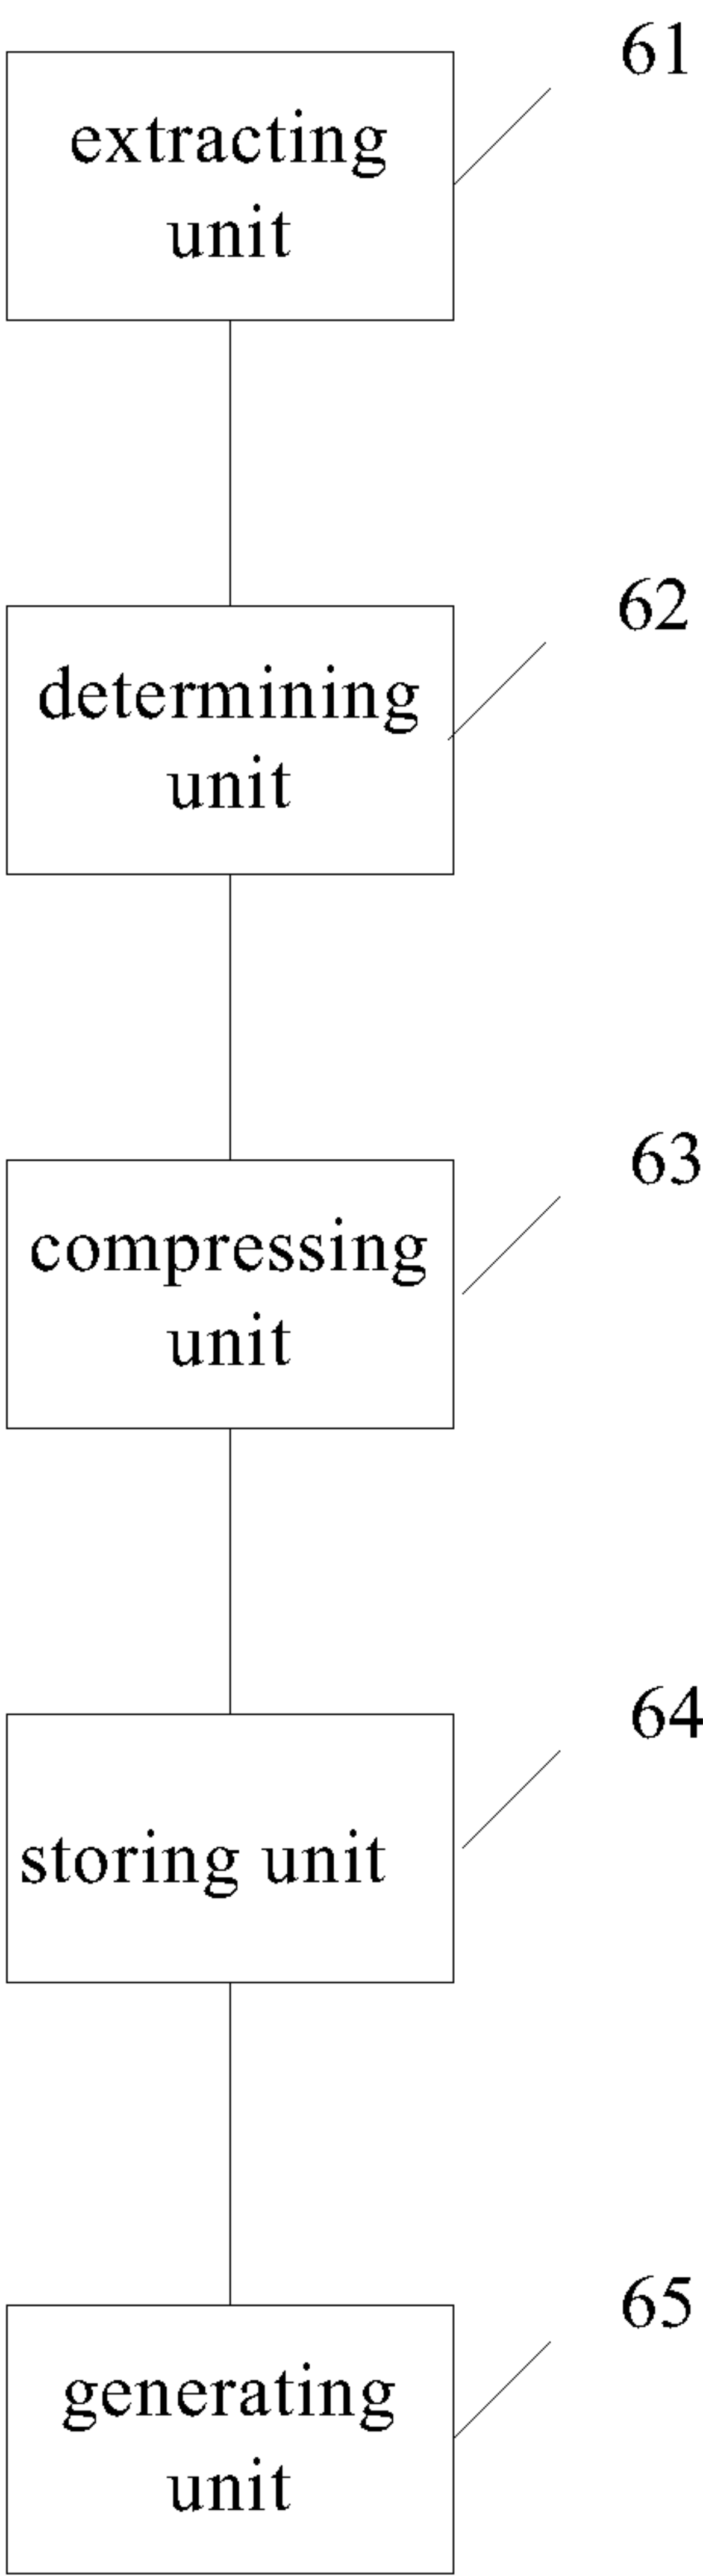 61
extracting
unit
62
determining
unit
63
compressing
unit
64
storing unit
65
generating
unit